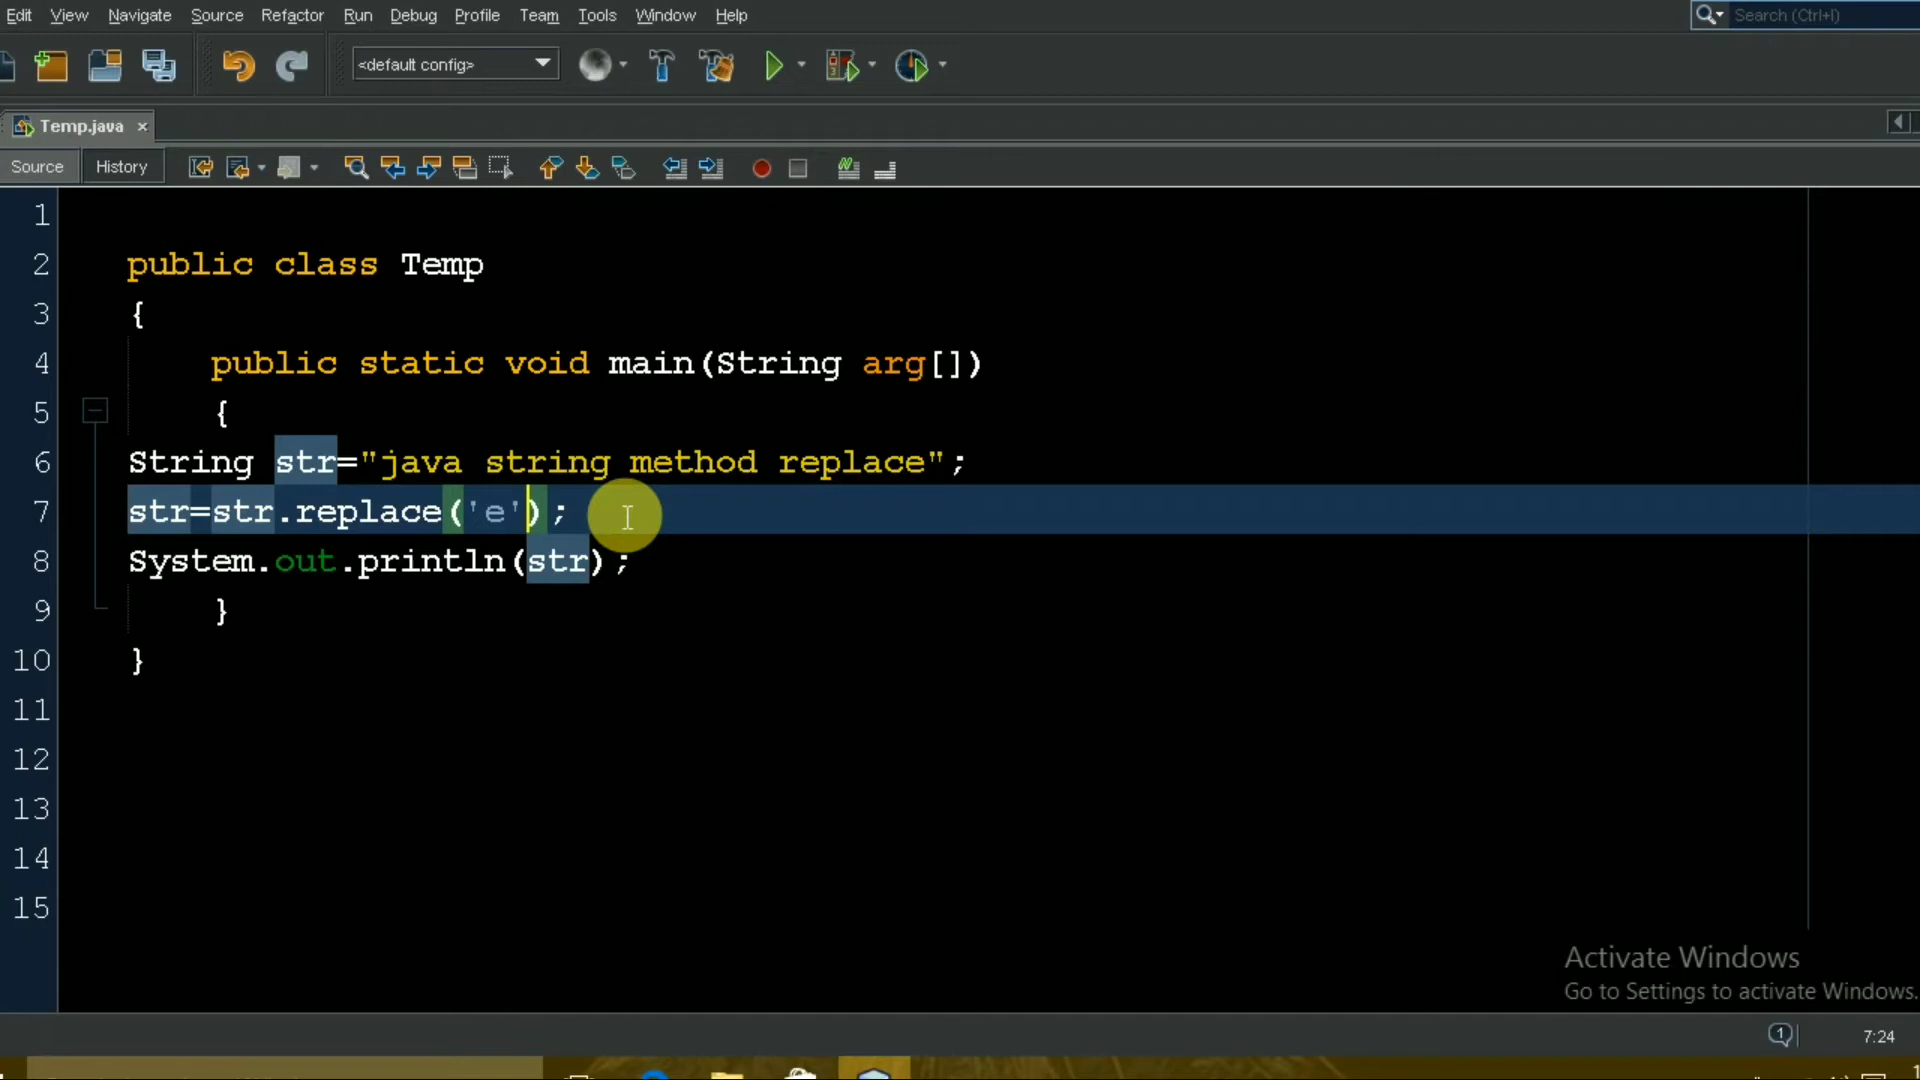 Edit View Navigate Source Refactor Run Debug Profile Team Tools Window Help
Search (Ctrl+I)
<default config>
Temp.java
Source History
1
2 public class Temp
3 {
4 public static void main(String arg[])
5 {
6 String str="java string method replace";
7 str=str.replace('e');
8 System.out.println(str);
9 }
10 }
11
12
13
14
15
Activate Windows
Go to Settings to activate Windows.
1
7:24